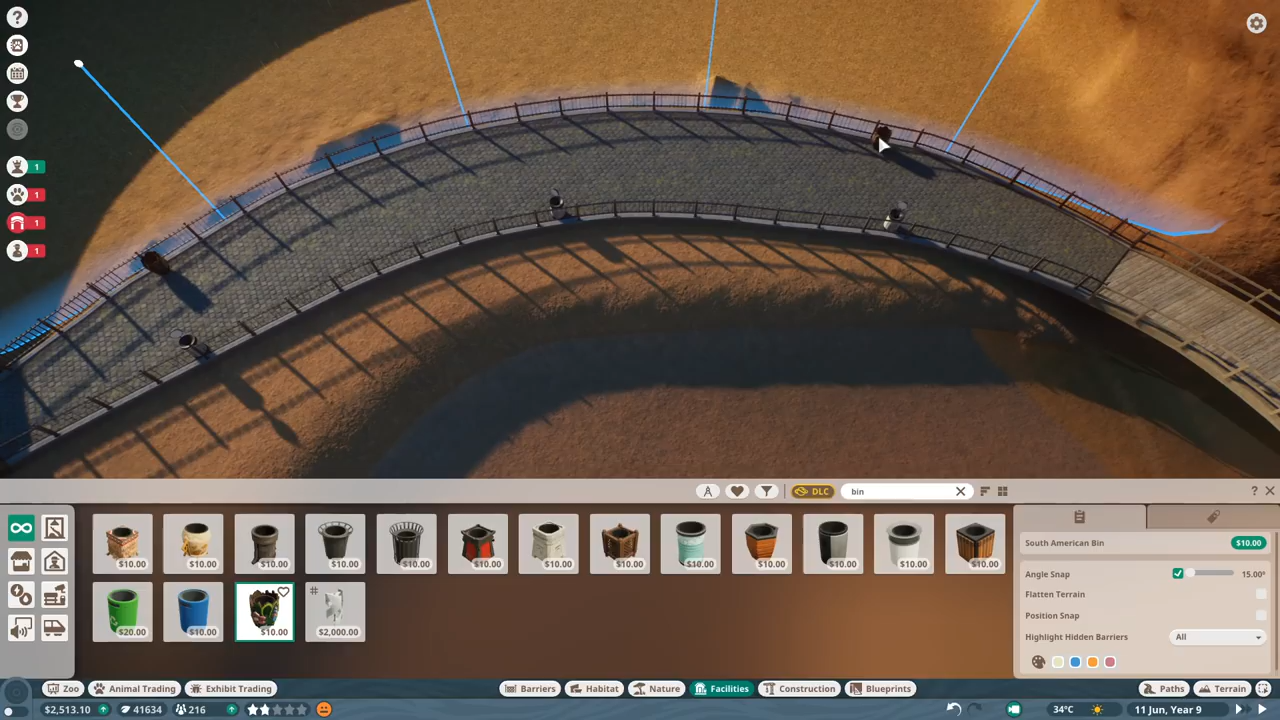 ?
1
1
1
1
DLC
bin
?
$10.00 $10.00 $10.00 $10.00 $10.00 $10.00 $10.00 $10.00 $10.00 $10.00 $10.00 $10.00 $10.00
$20.00 $10.00 $10.00 $2,000.00
South American Bin $10.00
Angle Snap 15.00°
Flatten Terrain
Position Snap
Highlight Hidden Barriers All
Zoo Animal Trading Exhibit Trading Barriers Habitat Nature Facilities Construction Blueprints Paths Terrain
$2,513.10 41634 216 34°C 11 Jun, Year 9